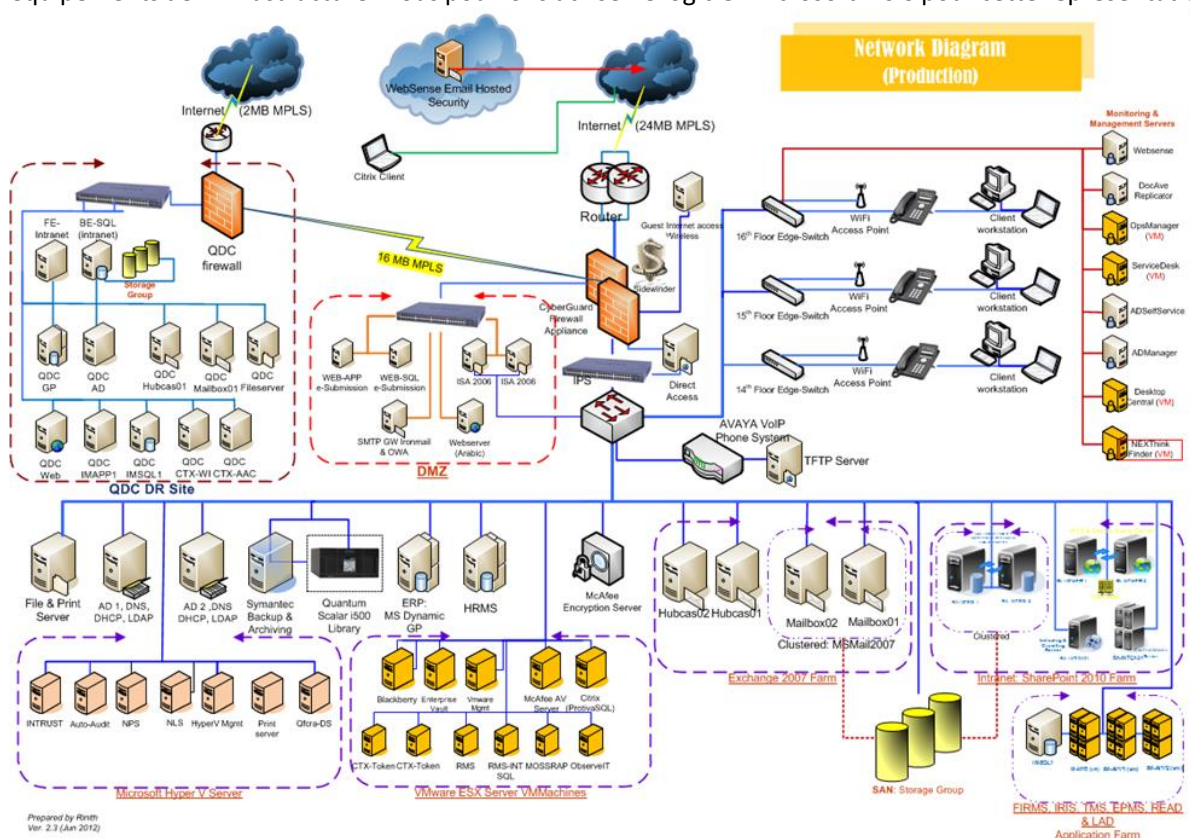 Network Diagram
(Production)
WebSense Email Hosted
Security
Internet (2MB MPLS)
Internet (24MB MPLS)
Citrix Client
Router
Guest Internet access
Wireless
Sidewinder
QDC
firewall
16 MB MPLS
CyberGuard
Firewall
Appliance
IPS
Direct
Access
FE-
Intranet
BE-SQL
(intranet)
Storage
Group
QDC
GP
QDC
AD
QDC
Hubcas01
QDC
Mailbox01
QDC
Fileserver
QDC
Web
QDC
IMAPP1
QDC
IMSQL1
QDC
CTX-WI
QDC
CTX-AAC
QDC DR Site
WEB-APP
e-Submission
WEB-SQL
e-Submission
ISA 2006
ISA 2006
SMTP GW Ironmail
& OWA
Webserver
(Arabic)
DMZ
16th Floor Edge-Switch
WiFi
Access Point
Client
workstation
15th Floor Edge-Switch
WiFi
Access Point
Client
workstation
14th Floor Edge-Switch
WiFi
Access Point
Client
workstation
AVAYA VoIP
Phone System
TFTP Server
Monitoring &
Management Servers
Websense
DocAve
Replicator
OpsManager
(VM)
ServiceDesk
(VM)
ADSelfService
ADManager
Desktop
Central (VM)
NEXThink
Finder (VM)
File & Print
Server
AD 1, DNS,
DHCP, LDAP
AD 2 ,DNS
DHCP, LDAP
Symantec
Backup &
Archiving
Quantum
Scalar i500
Library
ERP:
MS Dynamic
GP
HRMS
McAfee
Encryption Server
Hubcas02
Hubcas01
Mailbox02
Mailbox01
Clustered: MSMail2007
Exchange 2007 Farm
Clustered
Intranet: SharePoint 2010 Farm
INTRUST
Auto-Audit
NPS
NLS
HyperV Mgmt
Print
server
Qfora-DS
Microsoft Hyper V Server
Blackberry
Enterprise
Vault
Vmware
Mgmt
McAfee AV
Server
Citrix
(ProtivaSQL)
CTX-Token
CTX-Token
RMS
RMS-INT
SQL
MOSSRAP
ObserveIT
VMware ESX Server VMMachines
SAN: Storage Group
FIRMS, IRIS, TMS, EPMS, READ
& LAD
Application Farm
Prepared by Rinith
Ver. 2.3 (Jun 2012)